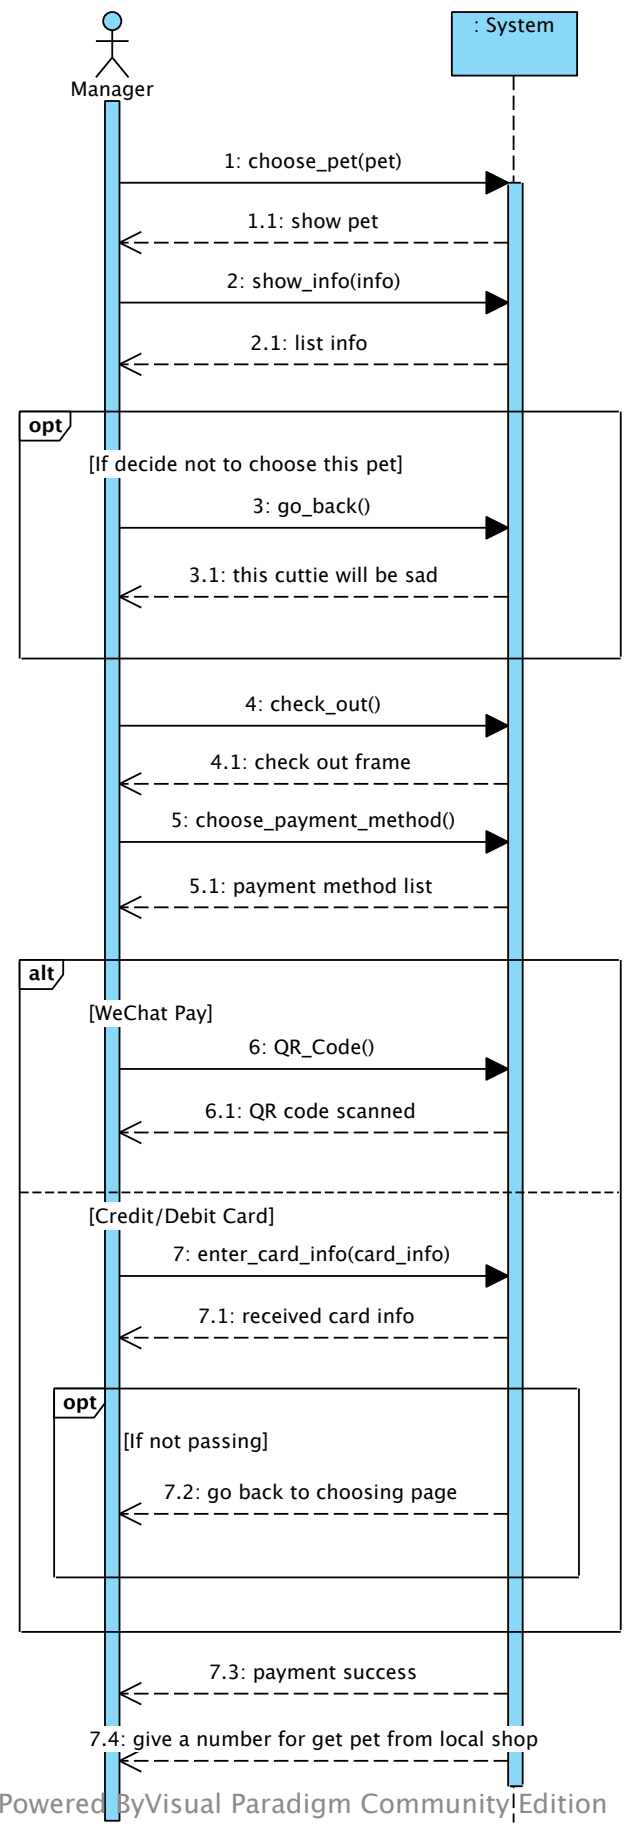 : System
Manager
1: choose_pet(pet)
1.1: show pet
2: show_info(info)
2.1: list info
opt
[If decide not to choose this pet]
3: go_back()
3.1: this cuttie will be sad
4: check_out()
4.1: check out frame
5: choose_payment_method()
5.1: payment method list
alt
[WeChat Pay]
6: QR_Code()
6.1: QR code scanned
[Credit/Debit Card]
7: enter_card_info(card_info)
7.1: received card info
opt
[If not passing]
7.2: go back to choosing page
7.3: payment success
7.4: give a number for get pet from local shop
Powered ByVisual Paradigm Community Edition